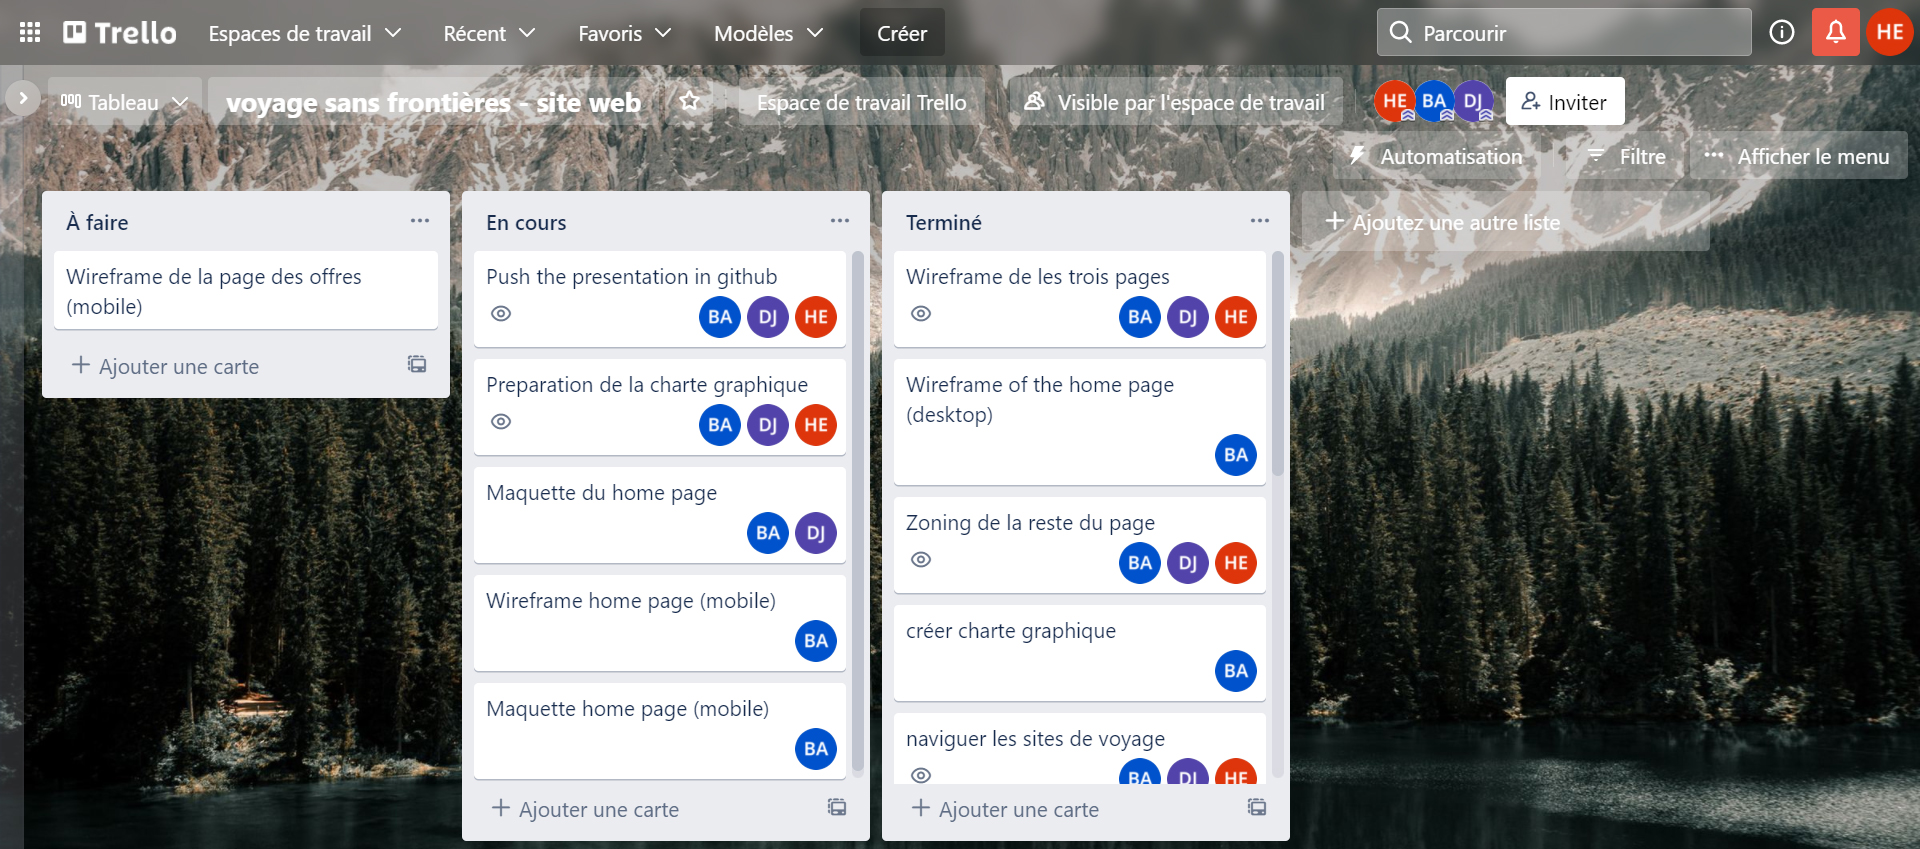 Trello
Espaces de travail
Récent
Favoris
Modèles
Créer
Parcourir
HE
Tableau
voyage sans frontières - site web
Espace de travail Trello
Visible par l'espace de travail
HE BA DJ
Inviter
Automatisation
Filtre
Afficher le menu
À faire
Wireframe de la page des offres
(mobile)
Ajouter une carte
En cours
Push the presentation in github
BA DJ HE
Preparation de la charte graphique
BA DJ HE
Maquette du home page
BA DJ
Wireframe home page (mobile)
BA
Maquette home page (mobile)
BA
Ajouter une carte
Terminé
Wireframe de les trois pages
BA DJ HE
Wireframe of the home page
(desktop)
BA
Zoning de la reste du page
BA DJ HE
créer charte graphique
BA
naviguer les sites de voyage
BA DJ HE
Ajouter une carte
Ajoutez une autre liste